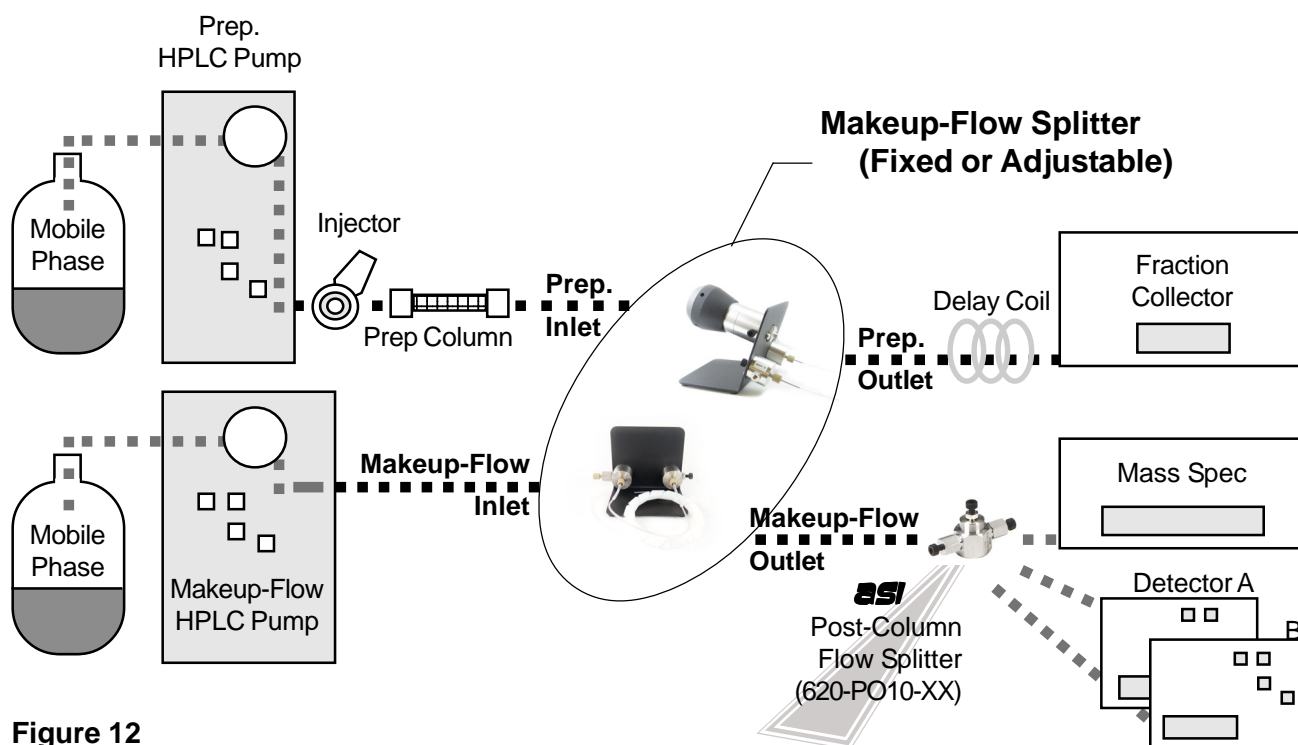 Prep.
HPLC Pump
Makeup-Flow Splitter
(Fixed or Adjustable)
Mobile
Phase
Injector
Prep Column
Prep.
Inlet
Delay Coil
Prep.
Outlet
Fraction
Collector
Mobile
Phase
Makeup-Flow
HPLC Pump
Makeup-Flow
Inlet
Makeup-Flow
Outlet
Mass Spec
asi
Post-Column
Flow Splitter
(620-PO10-XX)
Detector A
B
Figure 12